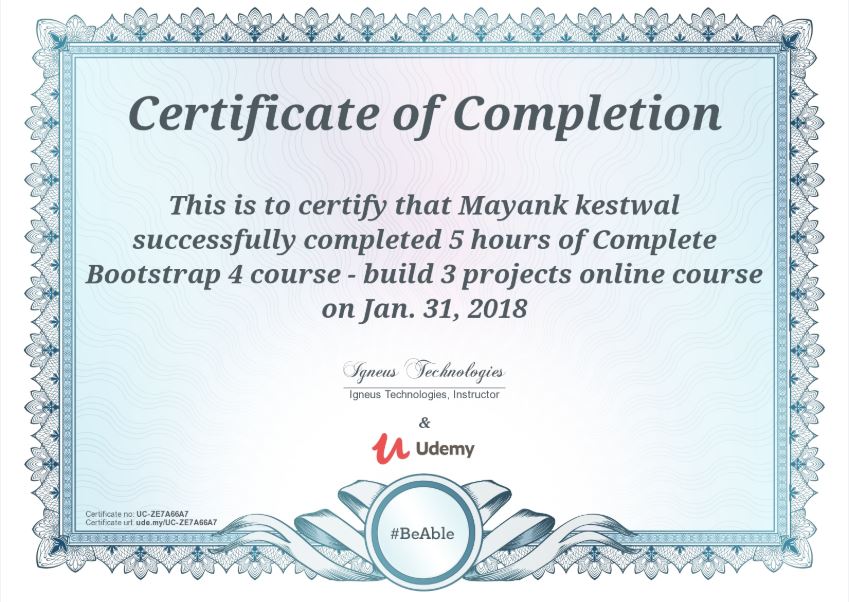 Certificate of Completion
This is to certify that Mayank kestwal
successfully completed 5 hours of Complete
Bootstrap 4 course - build 3 projects online course
on Jan. 31, 2018
Igneus Technologies
Igneus Technologies, Instructor
&
Udemy
Certificate no: UC-ZE7A66A7
Certificate url: ude.my/UC-ZE7A66A7
#BeAble